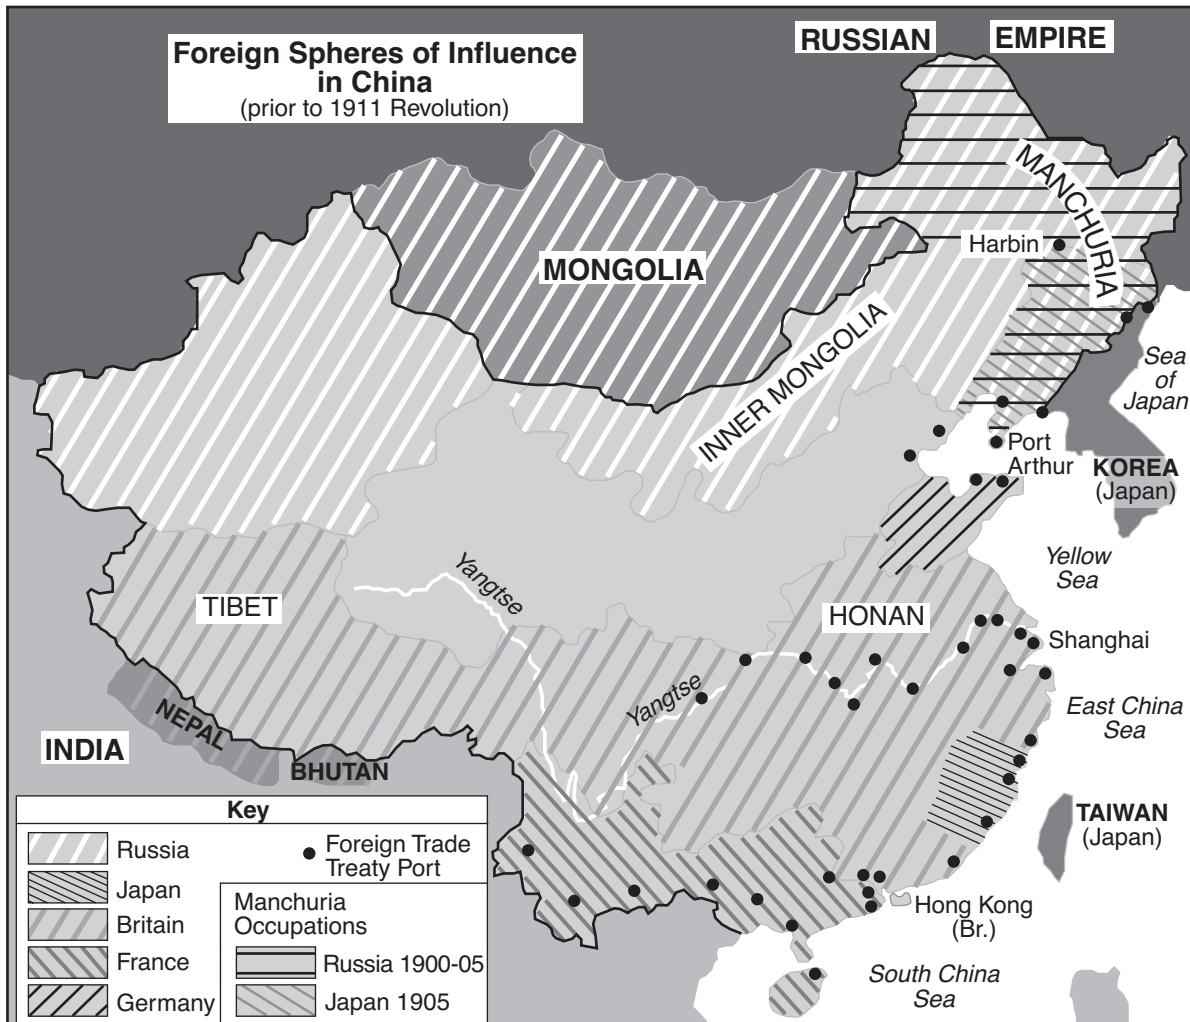 Foreign Spheres of Influence
in China
(prior to 1911 Revolution)
RUSSIAN EMPIRE
MANCHURIA
Harbin
MONGOLIA
INNER MONGOLIA
Sea
of
Japan
Port
Arthur
KOREA
(Japan)
Yellow
Sea
Yangtse
TIBET
HONAN
Shanghai
Yangtse
East China
Sea
NEPAL
INDIA
BHUTAN
TAIWAN
(Japan)
Hong Kong
(Br.)
South China
Sea
Key
Russia
Japan
Britain
France
Germany
Foreign Trade
Treaty Port
Manchuria
Occupations
Russia 1900-05
Japan 1905